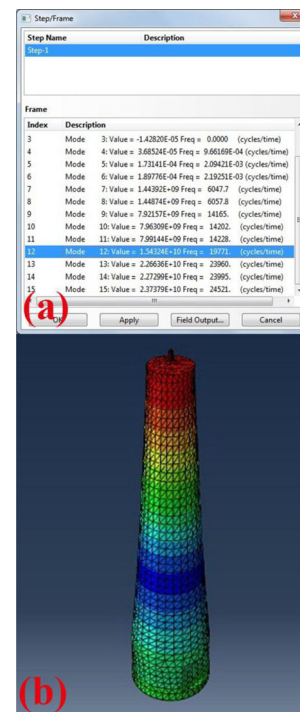 Step/Frame
Step Name Description
Step-1
Frame
Index Description
3 Mode 3: Value = -1.42820E-05 Freq = 0.0000 (cycles/time)
4 Mode 4: Value = 3.68524E-05 Freq = 9.66169E-04 (cycles/time)
5 Mode 5: Value = 1.73141E-04 Freq = 2.09421E-03 (cycles/time)
6 Mode 6: Value = 1.89776E-04 Freq = 2.19251E-03 (cycles/time)
7 Mode 7: Value = 1.44392E+09 Freq = 6047.7 (cycles/time)
8 Mode 8: Value = 1.44874E+09 Freq = 6057.8 (cycles/time)
9 Mode 9: Value = 7.92157E+09 Freq = 14165. (cycles/time)
10 Mode 10: Value = 7.96309E+09 Freq = 14202. (cycles/time)
11 Mode 11: Value = 7.99144E+09 Freq = 14228. (cycles/time)
12 Mode 12: Value = 1.54324E+10 Freq = 19771. (cycles/time)
13 Mode 13: Value = 2.26636E+10 Freq = 23960. (cycles/time)
14 Mode 14: Value = 2.27299E+10 Freq = 23995. (cycles/time)
15 Mode 15: Value = 2.37379E+10 Freq = 24521. (cycles/time)
(a)
OK Apply Field Output... Cancel
(b)